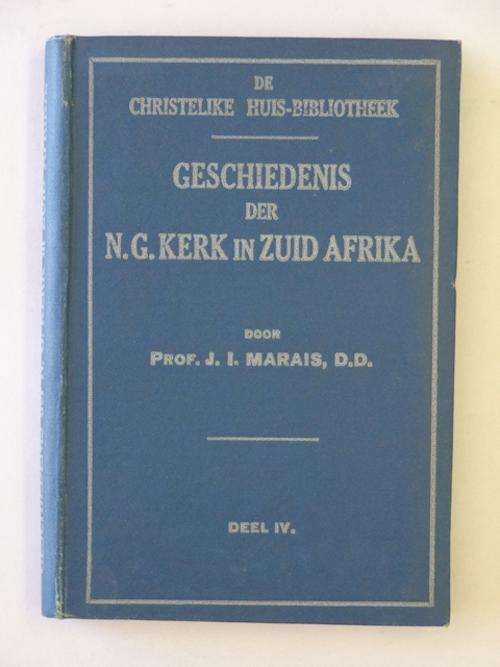 DE
CHRISTELIKE HUIS-BIBLIOTHEEK
GESCHIEDENIS
DER
N.G. KERK IN ZUID AFRIKA
DOOR
PROF. J. I. MARAIS, D.D.
DEEL IV.